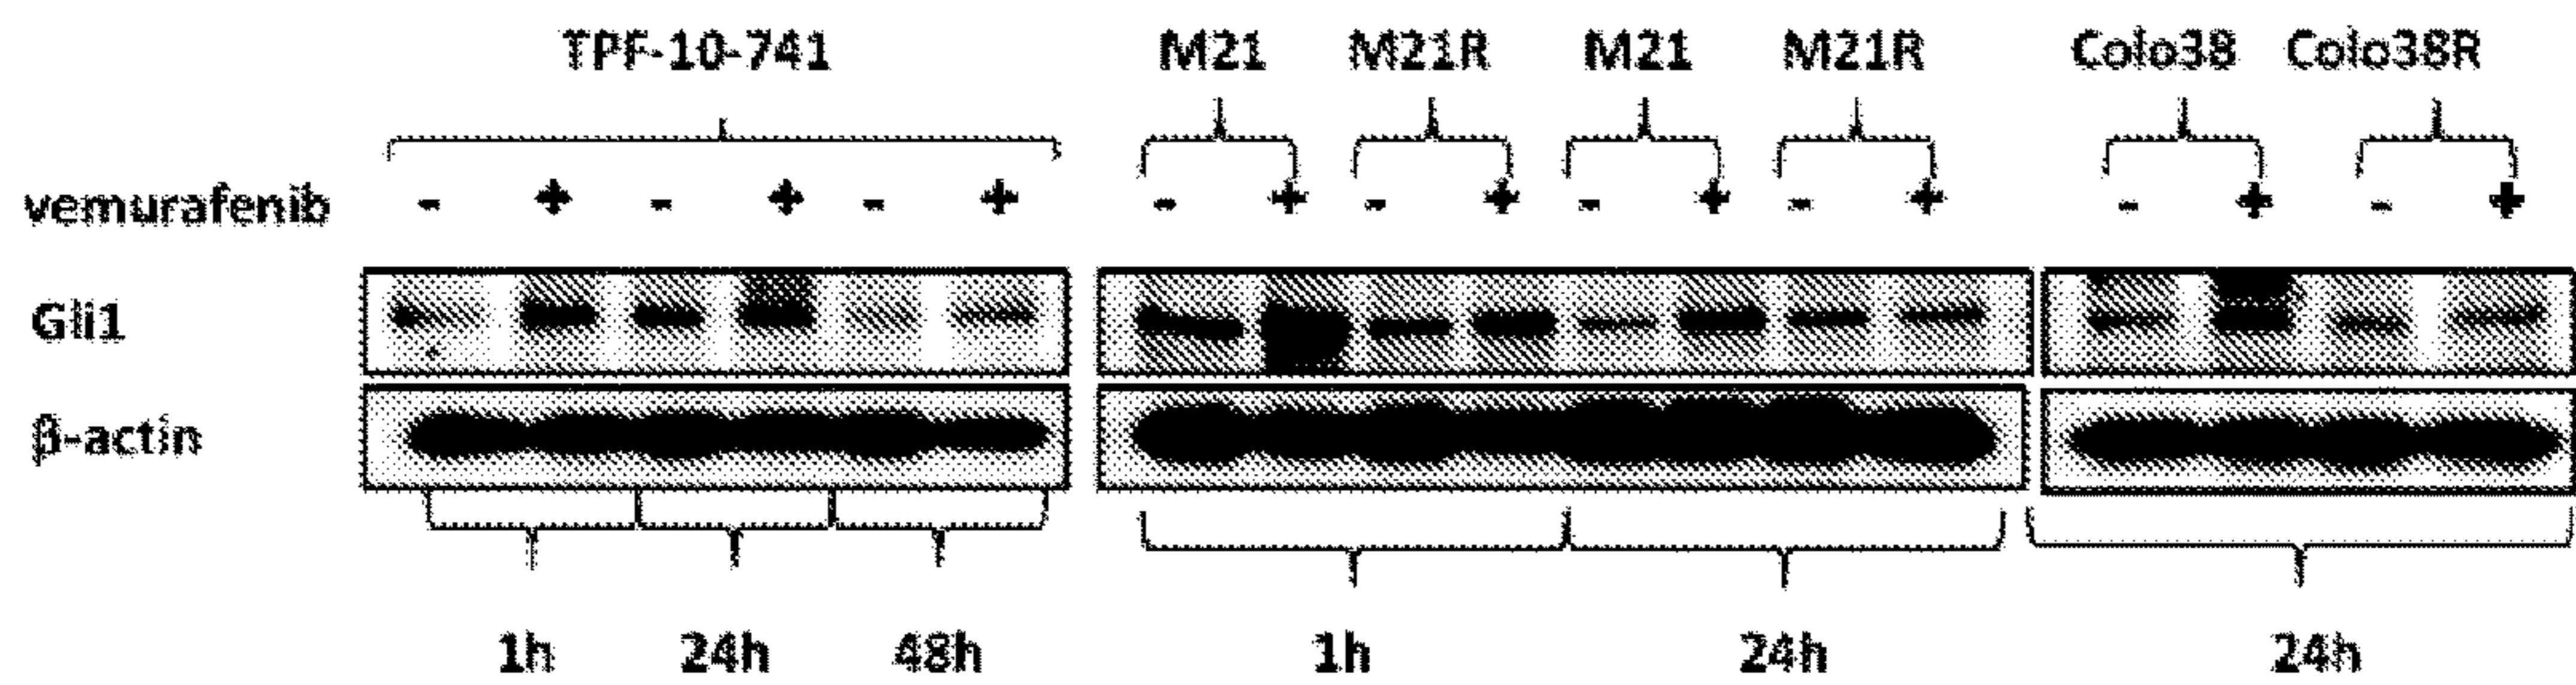 TPF-10-741 M21 M21R M21 M21R Colo38 Colo38R
vemurafenib - + - + - + - + - + - + - + - + - +
Gli1
β-actin
1h 24h 48h 1h 24h 24h